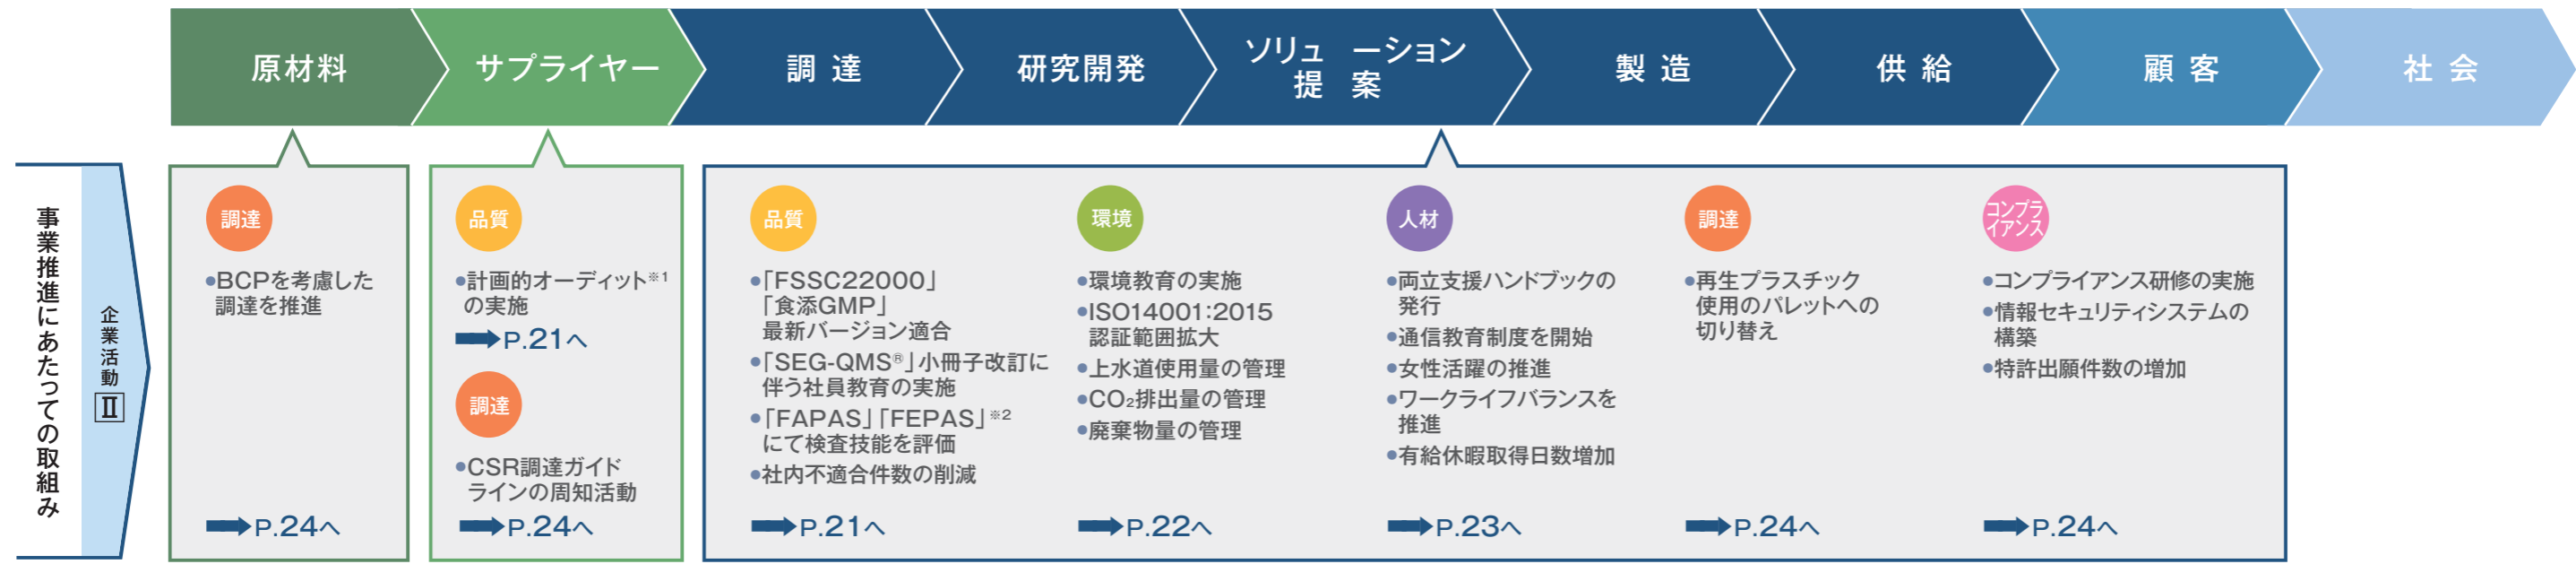 原材料
サプライヤー
調 達
研究開発
ソリューション
提 案
製 造
供 給
顧 客
社 会
事業推進にあたっての取組み
企業活動 Ⅱ
調達
●BCPを考慮した
調達を推進
➡P.24へ
品質
●計画的オーディット※1
の実施
➡P.21へ
調達
●CSR調達ガイド
ラインの周知活動
➡P.24へ
品質
●「FSSC22000」
「食添GMP」
最新バージョン適合
●「SEG-QMS®」小冊子改訂に
伴う社員教育の実施
●「FAPAS」「FEPAS」※2
にて検査技能を評価
●社内不適合件数の削減
➡P.21へ
環境
●環境教育の実施
●ISO14001:2015
認証範囲拡大
●上水道使用量の管理
●CO₂排出量の管理
●廃棄物量の管理
➡P.22へ
人材
●両立支援ハンドブックの
発行
●通信教育制度を開始
●女性活躍の推進
●ワークライフバランスを
推進
●有給休暇取得日数増加
➡P.23へ
調達
●再生プラスチック
使用のパレットへの
切り替え
➡P.24へ
コンプラ
イアンス
●コンプライアンス研修の実施
●情報セキュリティシステムの
構築
●特許出願件数の増加
➡P.24へ